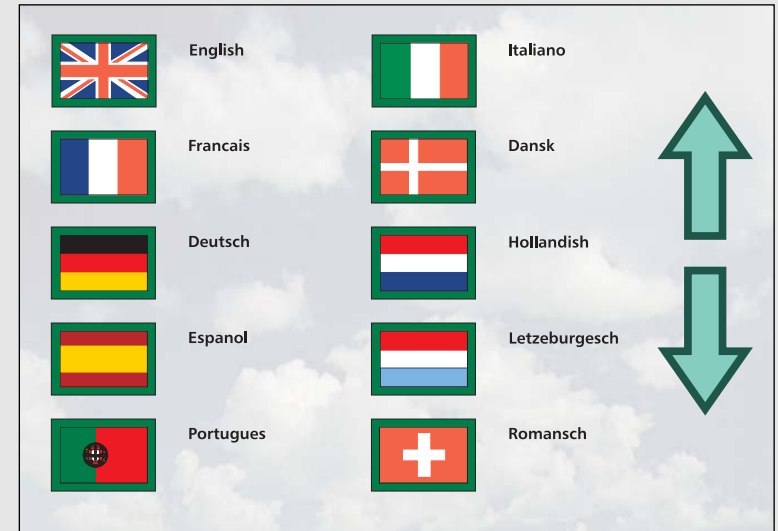 English
Francais
Deutsch
Espanol
Portugues
Italiano
Dansk
Hollandish
Letzeburgesch
Romansch